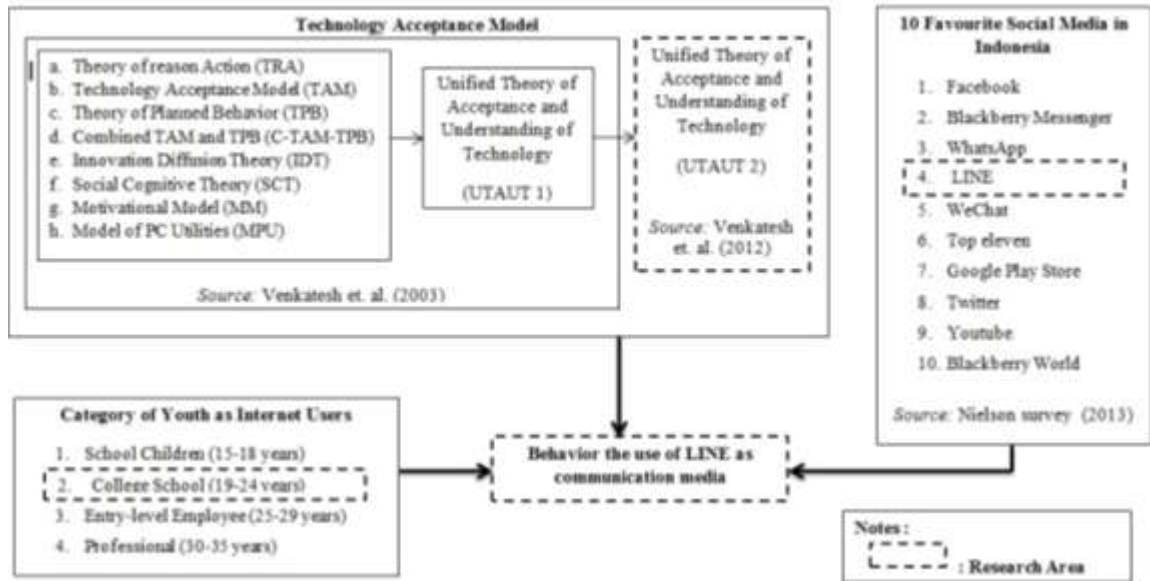 Technology Acceptance Model
a. Theory of reason Action (TRA)
b. Technology Acceptance Model (TAM)
c. Theory of Planned Behavior (TPB)
d. Combined TAM and TPB (C-TAM-TPB)
e. Innovation Diffusion Theory (IDT)
f. Social Cognitive Theory (SCT)
g. Motivational Model (MM)
h. Model of PC Utilities (MPU)
Unified Theory of
Acceptance and
Understanding of
Technology
(UTAUT 1)
Source: Venkatesh et. al. (2003)
Unified Theory of
Acceptance and
Understanding of
Technology
(UTAUT 2)
Source: Venkatesh
et. al. (2012)
10 Favourite Social Media in
Indonesia
1. Facebook
2. Blackberry Messenger
3. WhatsApp
4. LINE
5. WeChat
6. Top eleven
7. Google Play Store
8. Twitter
9. Youtube
10. Blackberry World
Source: Nielson survey (2013)
Category of Youth as Internet Users
1. School Children (15-18 years)
2. College School (19-24 years)
3. Entry-level Employee (25-29 years)
4. Professional (30-35 years)
Behavior the use of LINE as
communication media
Notes :
: Research Area